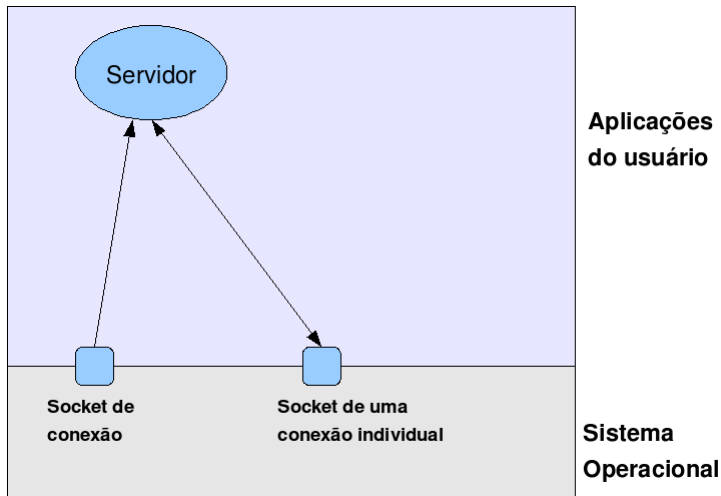 Servidor
Aplicações
do usuário
Socket de
conexão
Socket de uma
conexão individual
Sistema
Operacional